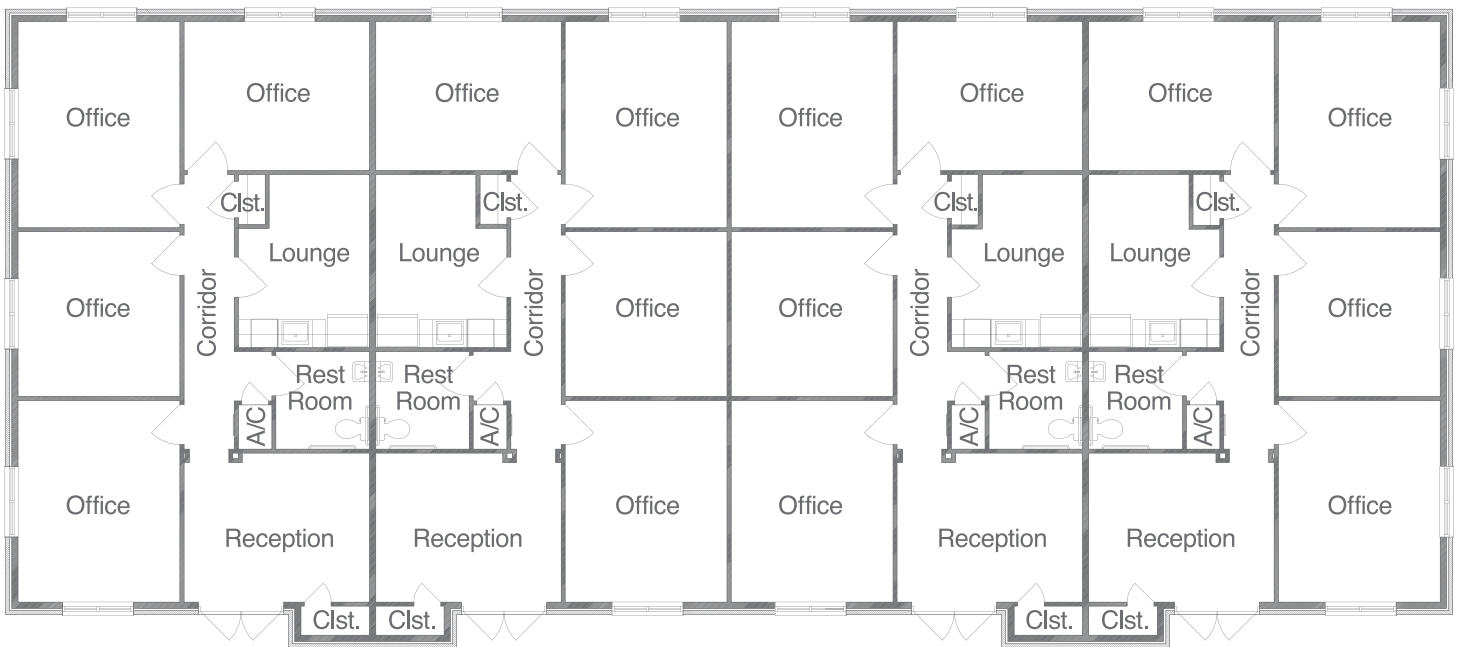 Office
Office
Office
Office
Office
Office
Office
Office
Clst.
Clst.
Clst.
Clst.
Lounge
Lounge
Lounge
Lounge
Office
Corridor
Corridor
Office
Office
Corridor
Corridor
Office
Rest
Room
Rest
Room
Rest
Room
Rest
Room
A/C
A/C
A/C
A/C
Office
Reception
Reception
Office
Office
Reception
Reception
Office
Clst.
Clst.
Clst.
Clst.